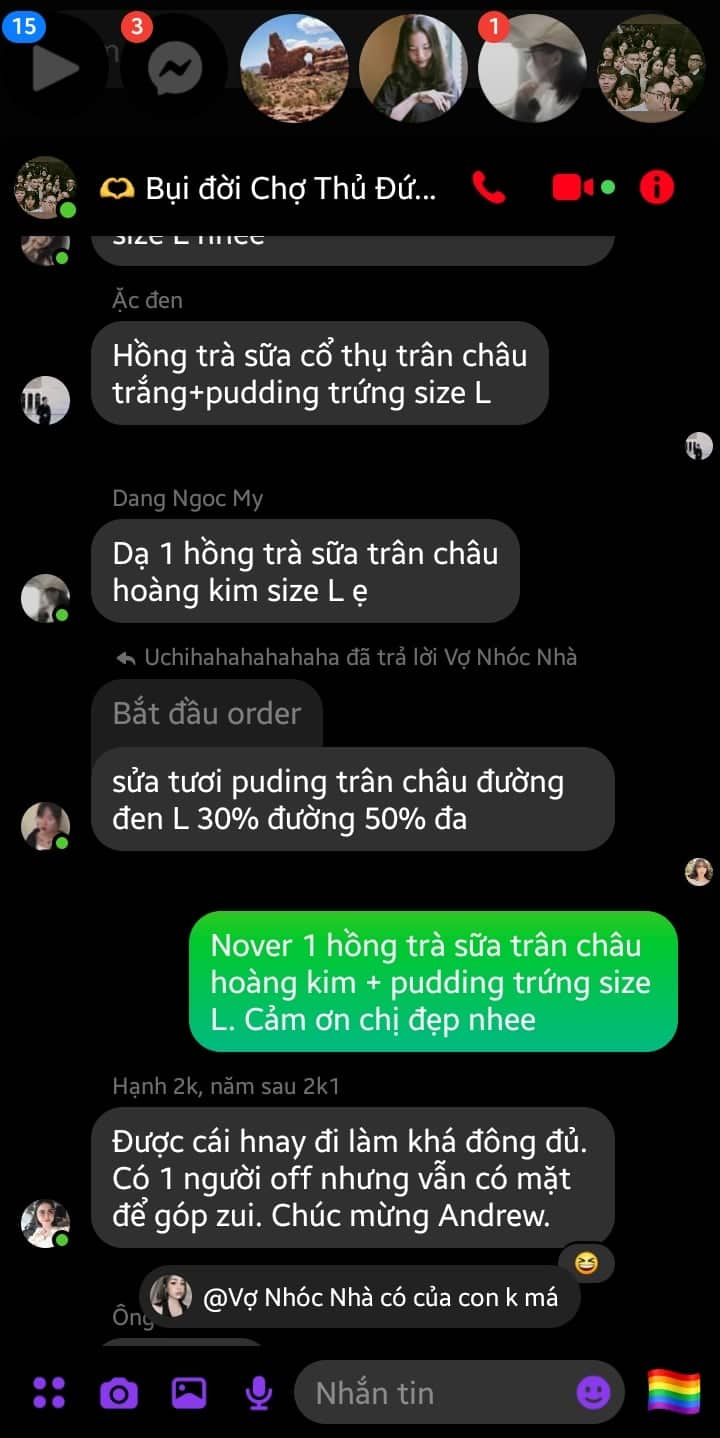 15
3
1
🫶 Bụi đời Chợ Thủ Đứ...
size L nhee
Ặc đen
Hồng trà sữa cổ thụ trân châu
trắng+pudding trứng size L
Dang Ngoc My
Dạ 1 hồng trà sữa trân châu
hoàng kim size L ẹ
Uchihahahahahaha đã trả lời Vợ Nhóc Nhà
Bắt đầu order
sửa tươi puding trân châu đường
đen L 30% đường 50% đa
Nover 1 hồng trà sữa trân châu
hoàng kim + pudding trứng size
L. Cảm ơn chị đẹp nhee
Hạnh 2k, năm sau 2k1
Được cái hnay đi làm khá đông đủ.
Có 1 người off nhưng vẫn có mặt
để góp zui. Chúc mừng Andrew.
@Vợ Nhóc Nhà có của con k má
Ông
Nhắn tin